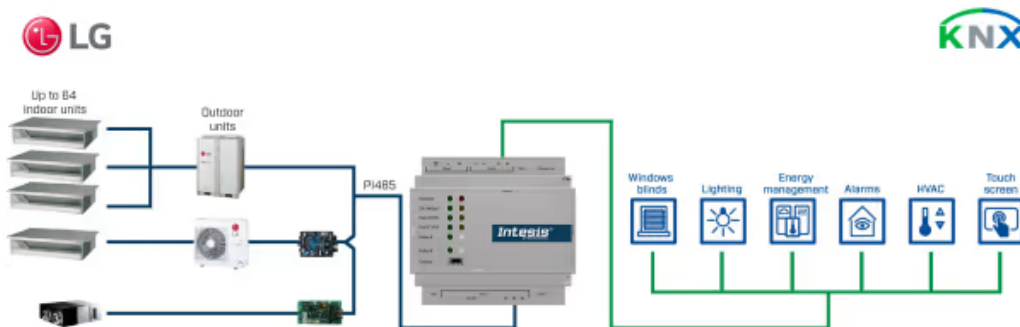 LG
KNX
Up to 64
indoor units
Outdoor
units
PI485
Intesis
Windows
blinds
Lighting
Energy
management
Alarms
HVAC
Touch
screen